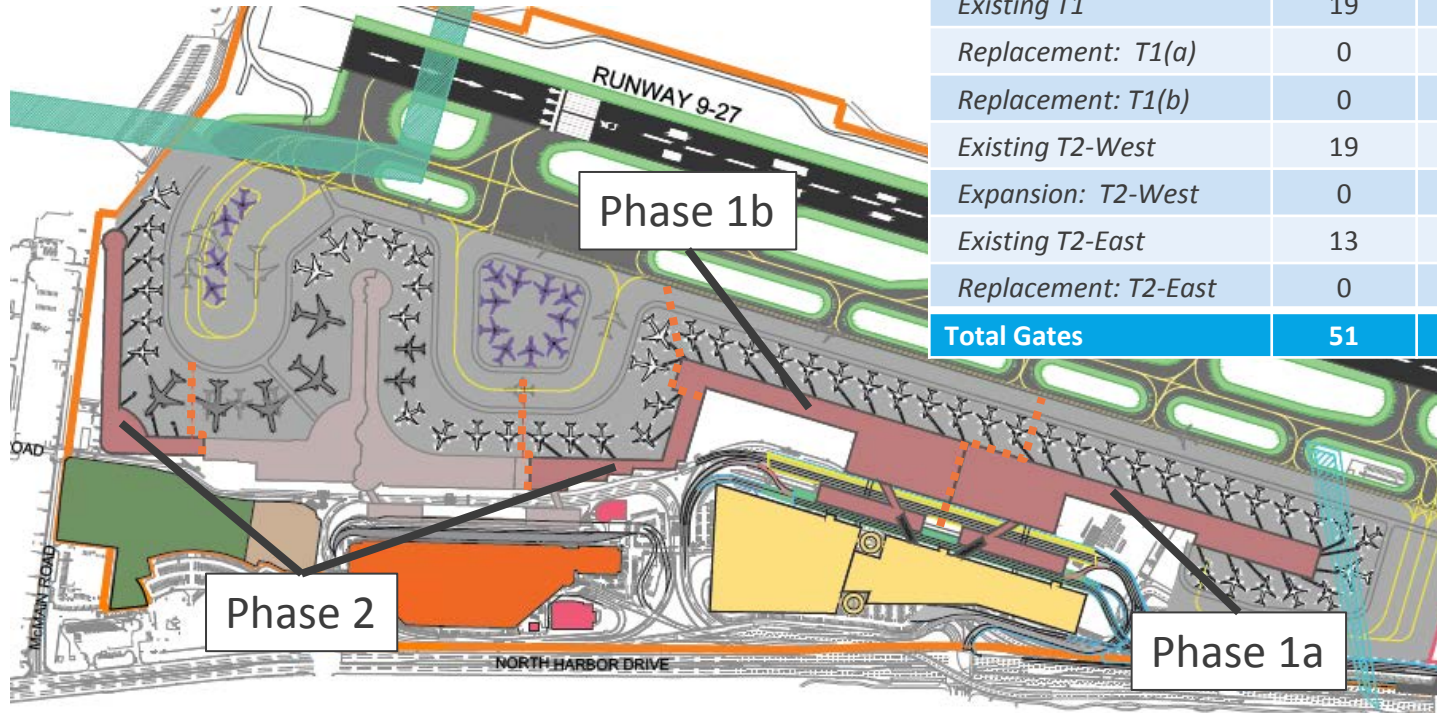 Existing T1 19
Replacement: T1(a) 0
Replacement: T1(b) 0
Existing T2-West 19
Expansion: T2-West 0
Existing T2-East 13
Replacement: T2-East 0
Total Gates 51
RUNWAY 9-27
Phase 1b
OAD
McMAIN ROAD
Phase 2
Phase 1a
NORTH HARBOR DRIVE